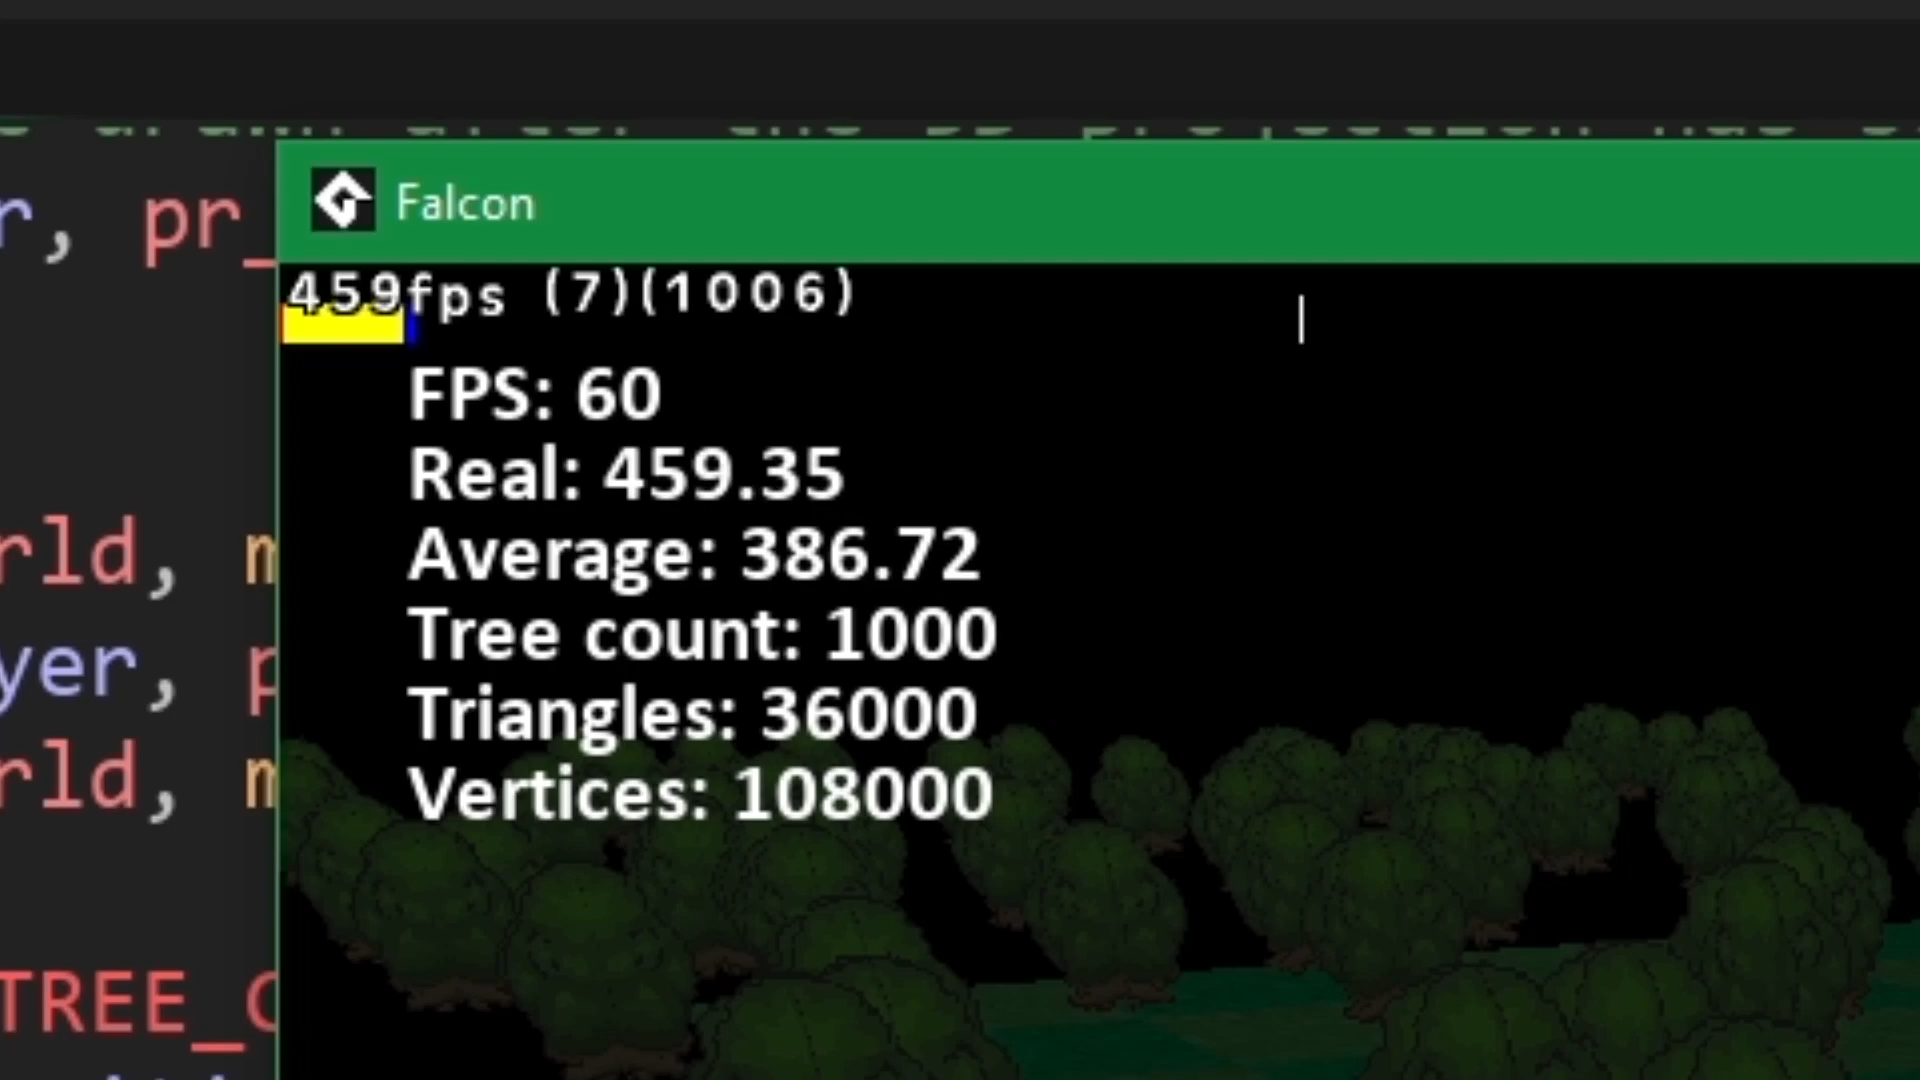 r, pr_
Falcon
459fps (7)(1006)
FPS: 60
Real: 459.35
Average: 386.72
rld, m
Tree count: 1000
yer, p
Triangles: 36000
rld, m
Vertices: 108000
TREE_C